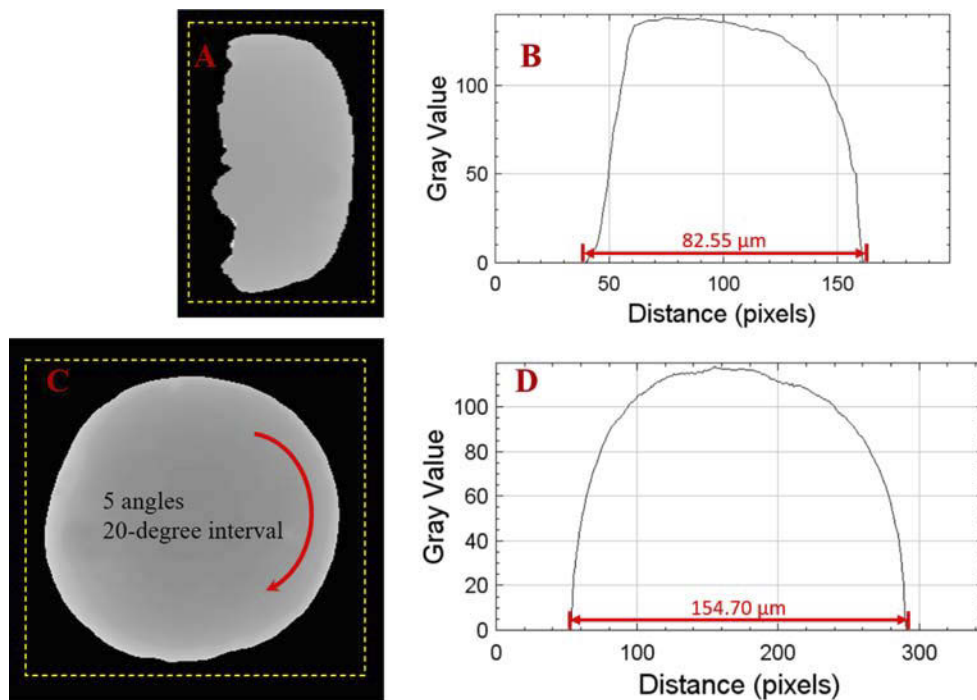 A
B
Gray Value
100
50
0
82.55 µm
0
50
100
150
Distance (pixels)
C
5 angles
20-degree interval
D
Gray Value
100
80
60
40
20
0
154.70 µm
0
100
200
300
Distance (pixels)